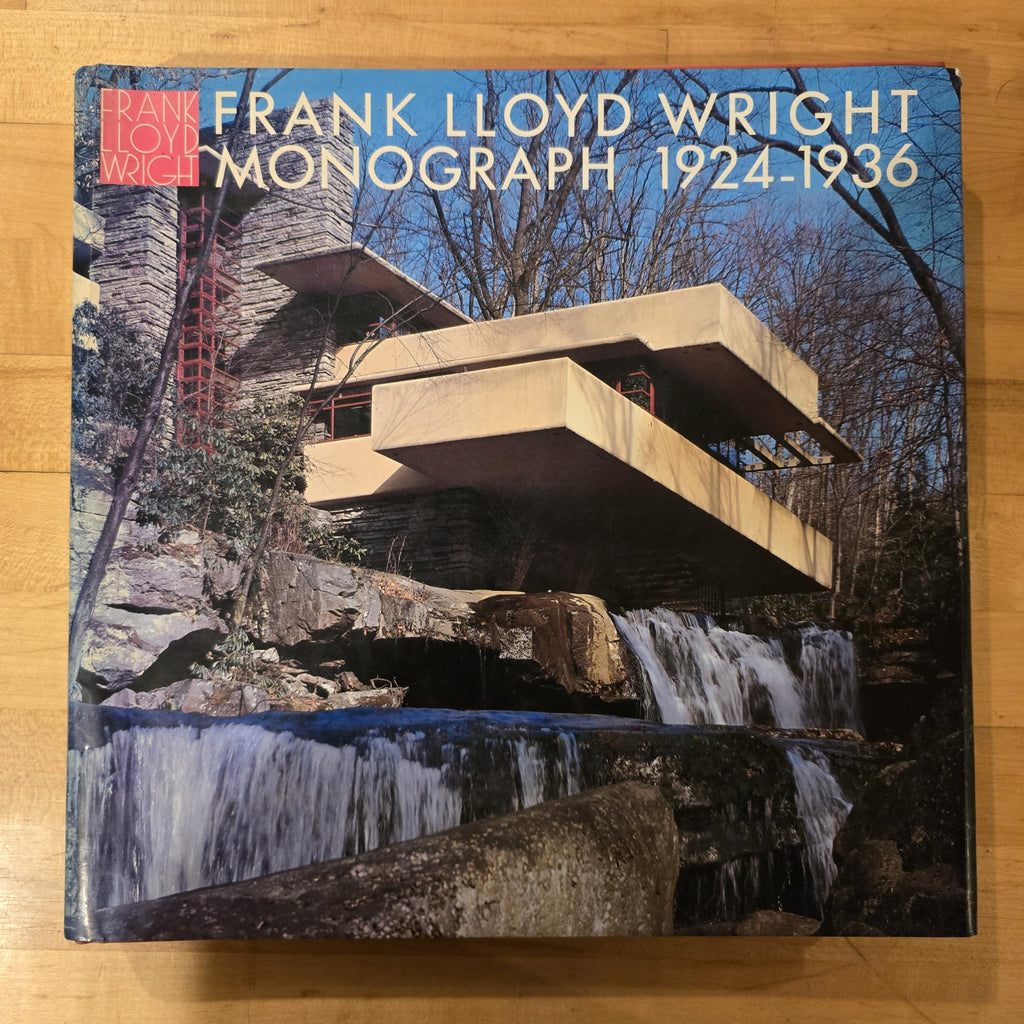 FRANK
LLOYD
WRIGHT
FRANK LLOYD WRIGHT
MONOGRAPH 1924-1936